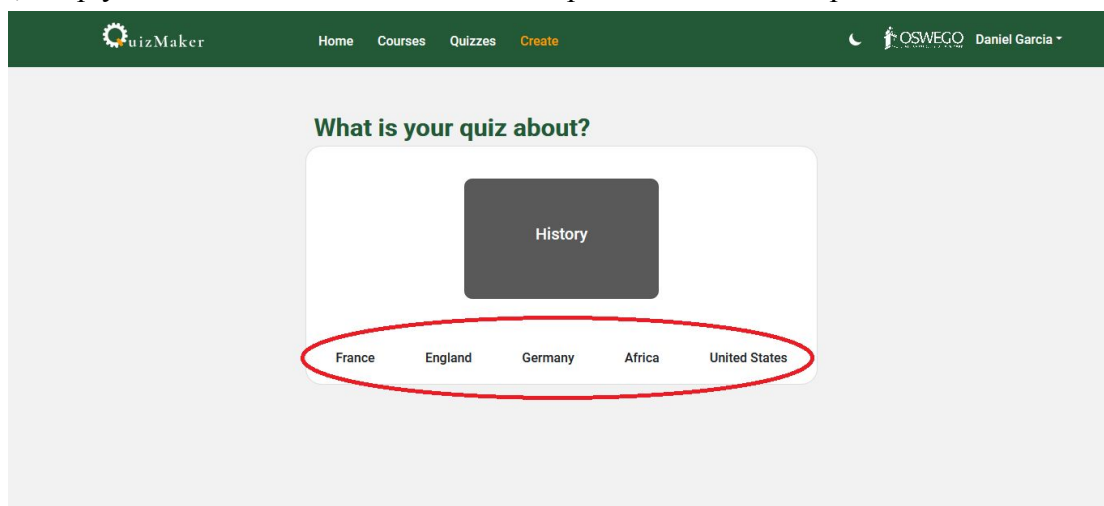 QuizMaker Home Courses Quizzes Create OSWEGO Daniel Garcia
What is your quiz about?
History
France England Germany Africa United States